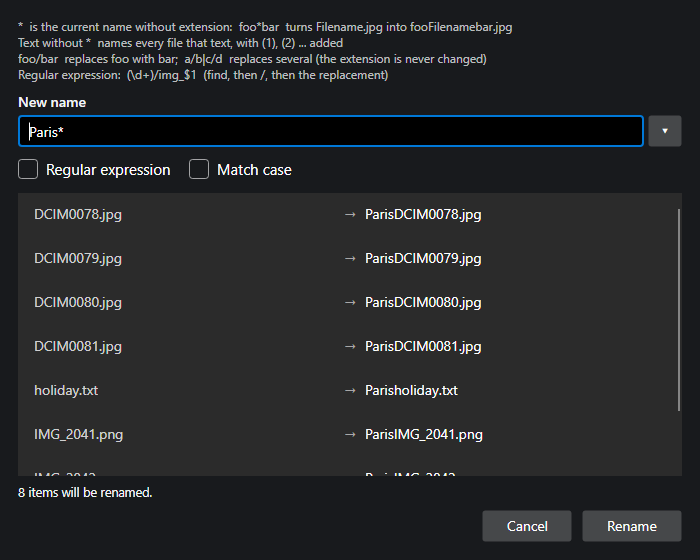 *  is the current name without extension:  foo*bar  turns Filename.jpg into fooFilenamebar.jpg
Text without *  names every file that text, with (1), (2) ... added
foo/bar  replaces foo with bar;  a/b|c/d  replaces several (the extension is never changed)
Regular expression:  (\d+)/img_$1  (find, then /, then the replacement)
New name
Paris*
Regular expression  Match case
DCIM0078.jpg → ParisDCIM0078.jpg
DCIM0079.jpg → ParisDCIM0079.jpg
DCIM0080.jpg → ParisDCIM0080.jpg
DCIM0081.jpg → ParisDCIM0081.jpg
holiday.txt → Parisholiday.txt
IMG_2041.png → ParisIMG_2041.png
8 items will be renamed.
Cancel  Rename